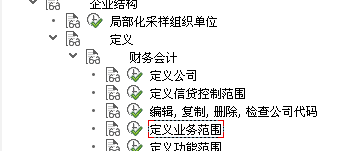 企业结构
局部化采样组织单位
定义
财务会计
定义公司
定义信贷控制范围
编辑, 复制, 删除, 检查公司代码
定义业务范围
定义功能范围